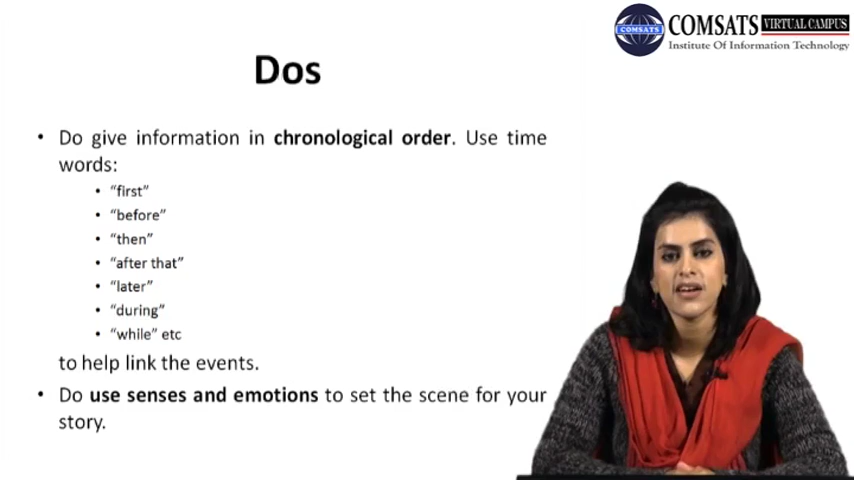 COMSATS VIRTUAL CAMPUS
COMSATS
Institute Of Information Technology
Dos
• Do give information in chronological order. Use time
words:
• “first”
• “before”
• “then”
• “after that”
• “later”
• “during”
• “while” etc
to help link the events.
• Do use senses and emotions to set the scene for your
story.